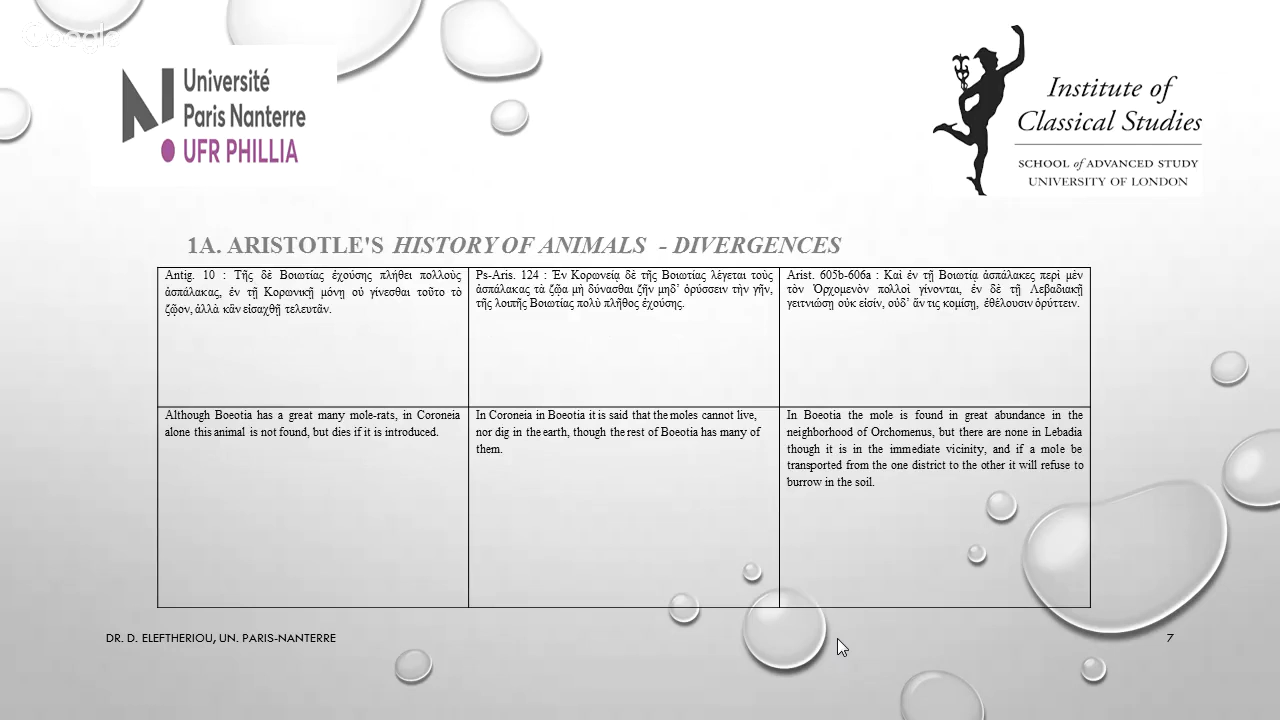 Google
Université
Paris Nanterre
UFR PHILLIA
Institute of
Classical Studies
SCHOOL of ADVANCED STUDY
UNIVERSITY OF LONDON
1A. ARISTOTLE'S HISTORY OF ANIMALS - DIVERGENCES
Antig. 10 : Τῆς δὲ Βοιωτίας ἐχούσης πλήθει πολλοὺς
ἀσπάλακας, ἐν τῇ Κορωνικῇ μόνῃ οὐ γίνεσθαι τοῦτο τὸ
ζῷον, ἀλλὰ κἂν εἰσαχθῇ τελευτᾶν.
Ps-Aris. 124 : Ἐν Κορωνείᾳ δὲ τῆς Βοιωτίας λέγεται τοὺς
ἀσπάλακας τὰ ζῷα μὴ δύνασθαι ζῆν μηδ’ ὀρύσσειν τὴν γῆν,
τῆς λοιπῆς Βοιωτίας πολὺ πλῆθος ἐχούσης.
Arist. 605b-606a : Καὶ ἐν τῇ Βοιωτίᾳ ἀσπάλακες περὶ μὲν
τὸν Ὀρχομενὸν πολλοὶ γίνονται, ἐν δὲ τῇ Λεβαδιακῇ
γειτνιώσῃ οὐκ εἰσίν, οὐδ’ ἄν τις κομίσῃ, ἐθέλουσιν ὀρύττειν.
Although Boeotia has a great many mole-rats, in Coroneia
alone this animal is not found, but dies if it is introduced.
In Coroneia in Boeotia it is said that the moles cannot live,
nor dig in the earth, though the rest of Boeotia has many of
them.
In Boeotia the mole is found in great abundance in the
neighborhood of Orchomenus, but there are none in Lebadia
though it is in the immediate vicinity, and if a mole be
transported from the one district to the other it will refuse to
burrow in the soil.
DR. D. ELEFTHERIOU, UN. PARIS-NANTERRE
7